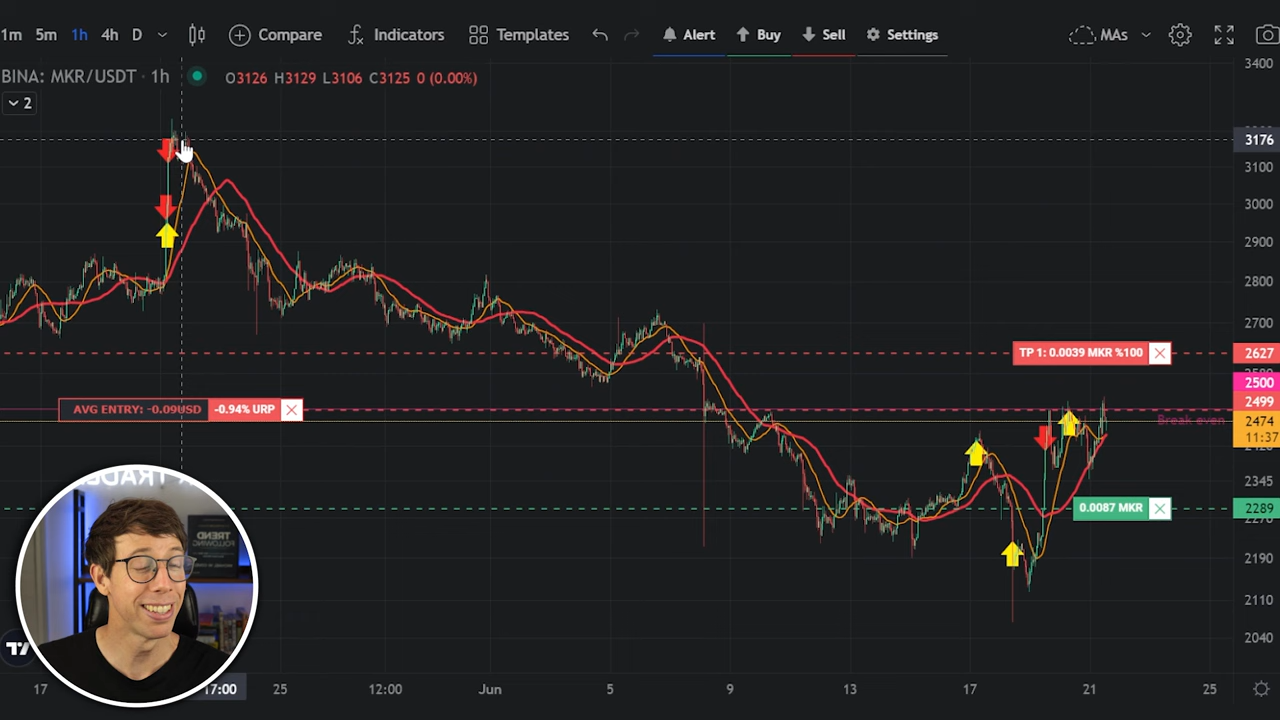 1m 5m 1h 4h D Compare Indicators Templates Alert Buy Sell Settings MAs
BINA: MKR/USDT · 1h O3126 H3129 L3106 C3125 0 (0.00%)
2
3400
3176
3100
3000
2900
2800
2700
TP 1: 0.0039 MKR %100 2627
2500
AVG ENTRY: -0.09USD -0.94% URP 2499
Break even 2474
11:37
2345
0.0087 MKR 2289
2190
2110
2040
TREND
FOLLOWING
17 17:00 25 12:00 Jun 5 9 13 17 21 25